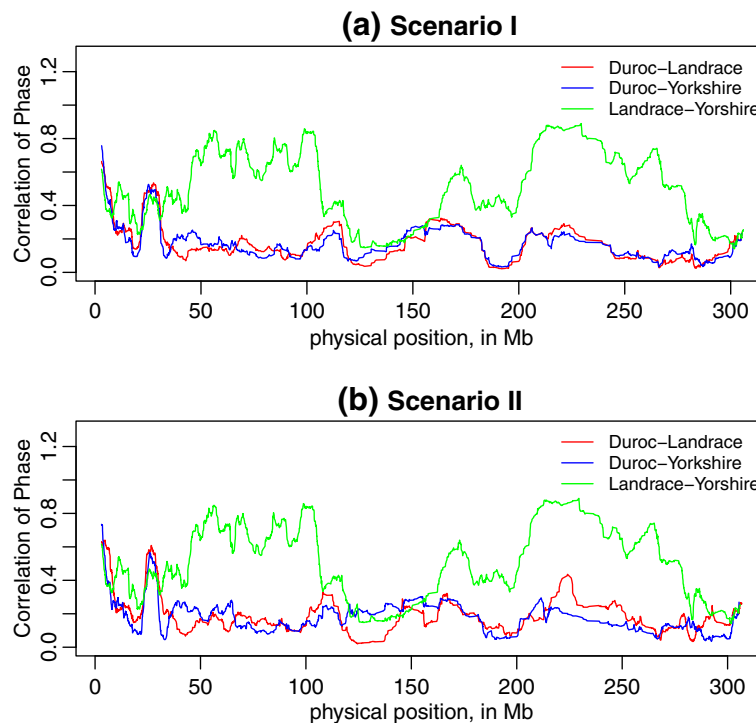 (a) Scenario I
Correlation of Phase
0.0 0.4 0.8 1.2
Duroc−Landrace
Duroc−Yorkshire
Landrace−Yorshire
0 50 100 150 200 250 300
physical position, in Mb
(b) Scenario II
Correlation of Phase
0.0 0.4 0.8 1.2
Duroc−Landrace
Duroc−Yorkshire
Landrace−Yorshire
0 50 100 150 200 250 300
physical position, in Mb